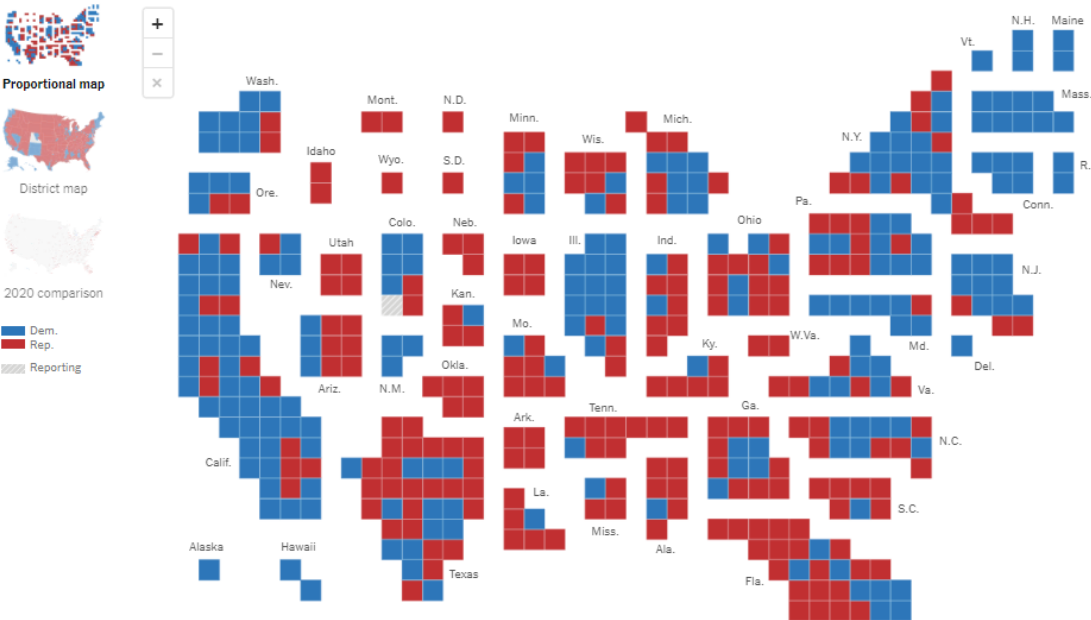 +
−
×
Proportional map
District map
2020 comparison
Dem.
Rep.
Reporting
N.H.
Maine
Vt.
Wash.
Mont.
N.D.
Minn.
Wis.
Mich.
Mass.
N.Y.
Idaho
Wyo.
S.D.
R.
Ore.
Conn.
Pa.
Colo.
Neb.
Iowa
Ill.
Ind.
Ohio
Utah
Nev.
N.J.
Kan.
Mo.
W.Va.
Ky.
Md.
Del.
Okla.
Ariz.
N.M.
Va.
Ark.
Tenn.
Ga.
N.C.
Calif.
La.
Miss.
S.C.
Ala.
Alaska
Hawaii
Texas
Fla.